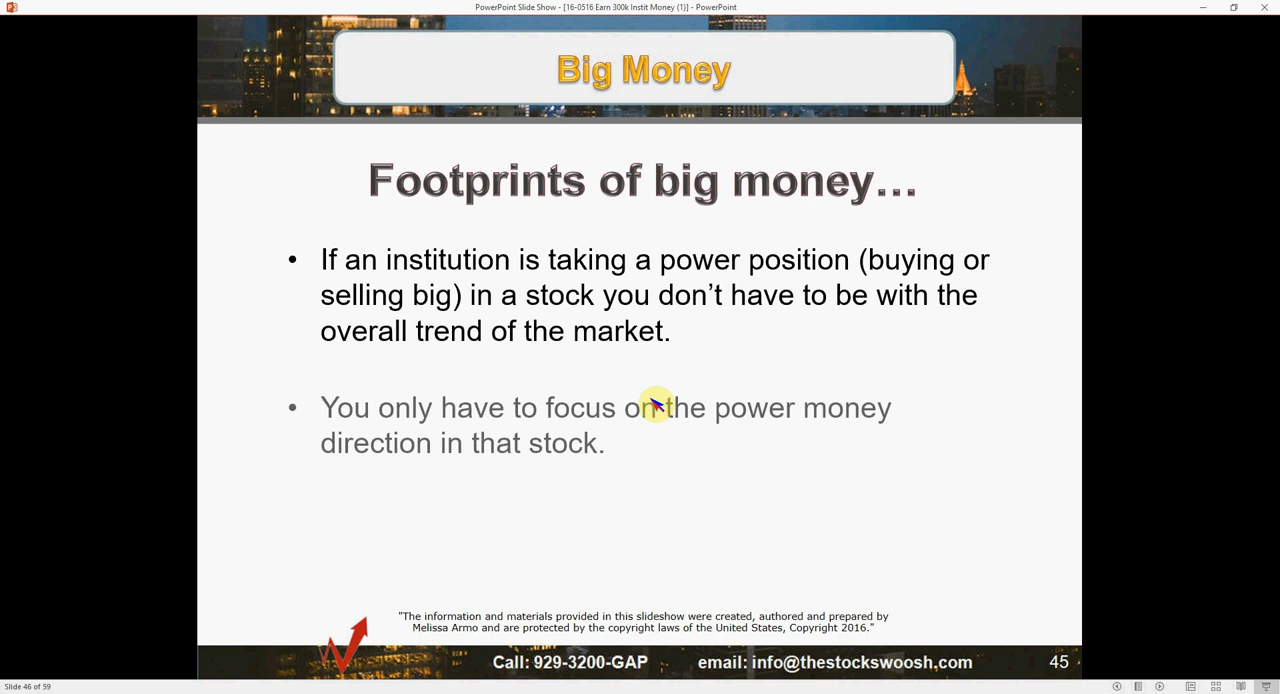 PowerPoint Slide Show - [16-0516 Earn 300k Instit Money (1)] - PowerPoint
Big Money
Footprints of big money...
• If an institution is taking a power position (buying or
selling big) in a stock you don’t have to be with the
overall trend of the market.
• You only have to focus on the power money
direction in that stock.
"The information and materials provided in this slideshow were created, authored and prepared by
Melissa Armo and are protected by the copyright laws of the United States, Copyright 2016."
Call: 929-3200-GAP email: info@thestockswoosh.com 45
Slide 46 of 59